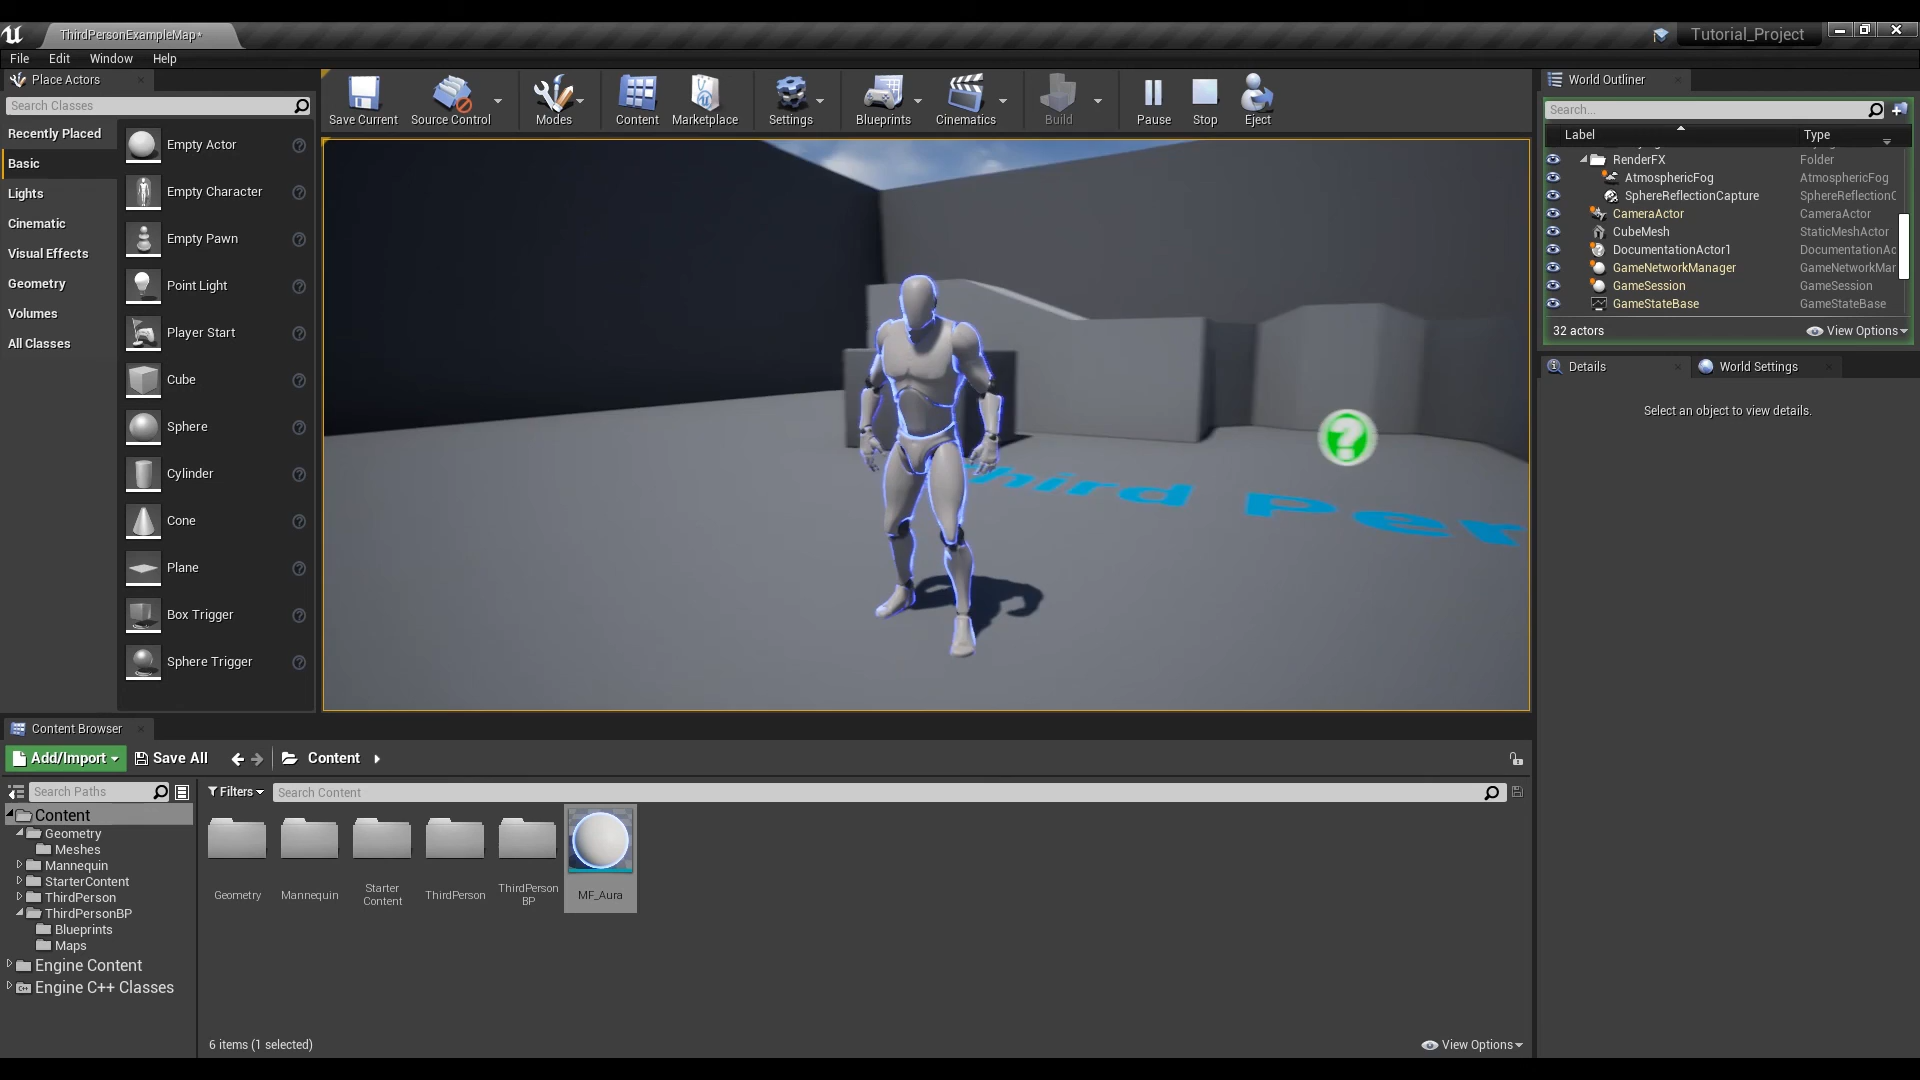 ThirdPersonExampleMap*
Tutorial_Project
File Edit Window Help
Place Actors
Search Classes
Recently Placed
Basic
Lights
Cinematic
Visual Effects
Geometry
Volumes
All Classes
Empty Actor
Empty Character
Empty Pawn
Point Light
Player Start
Cube
Sphere
Cylinder
Cone
Plane
Box Trigger
Sphere Trigger
Save Current
Source Control
Modes
Content
Marketplace
Settings
Blueprints
Cinematics
Build
Pause
Stop
Eject
hird Per
?
World Outliner
Search...
Label Type
RenderFX Folder
AtmosphericFog AtmosphericFog
SphereReflectionCapture SphereReflectionC
CameraActor CameraActor
CubeMesh StaticMeshActor
DocumentationActor1 DocumentationAc
GameNetworkManager GameNetworkMar
GameSession GameSession
GameStateBase GameStateBase
32 actors View Options
Details World Settings
Select an object to view details.
Content Browser
Add/Import Save All Content
Search Paths
Filters Search Content
Content
Geometry
Meshes
Mannequin
StarterContent
ThirdPerson
ThirdPersonBP
Blueprints
Maps
Engine Content
Engine C++ Classes
Geometry
Mannequin
Starter
Content
ThirdPerson
ThirdPerson
BP
MF_Aura
6 items (1 selected) View Options